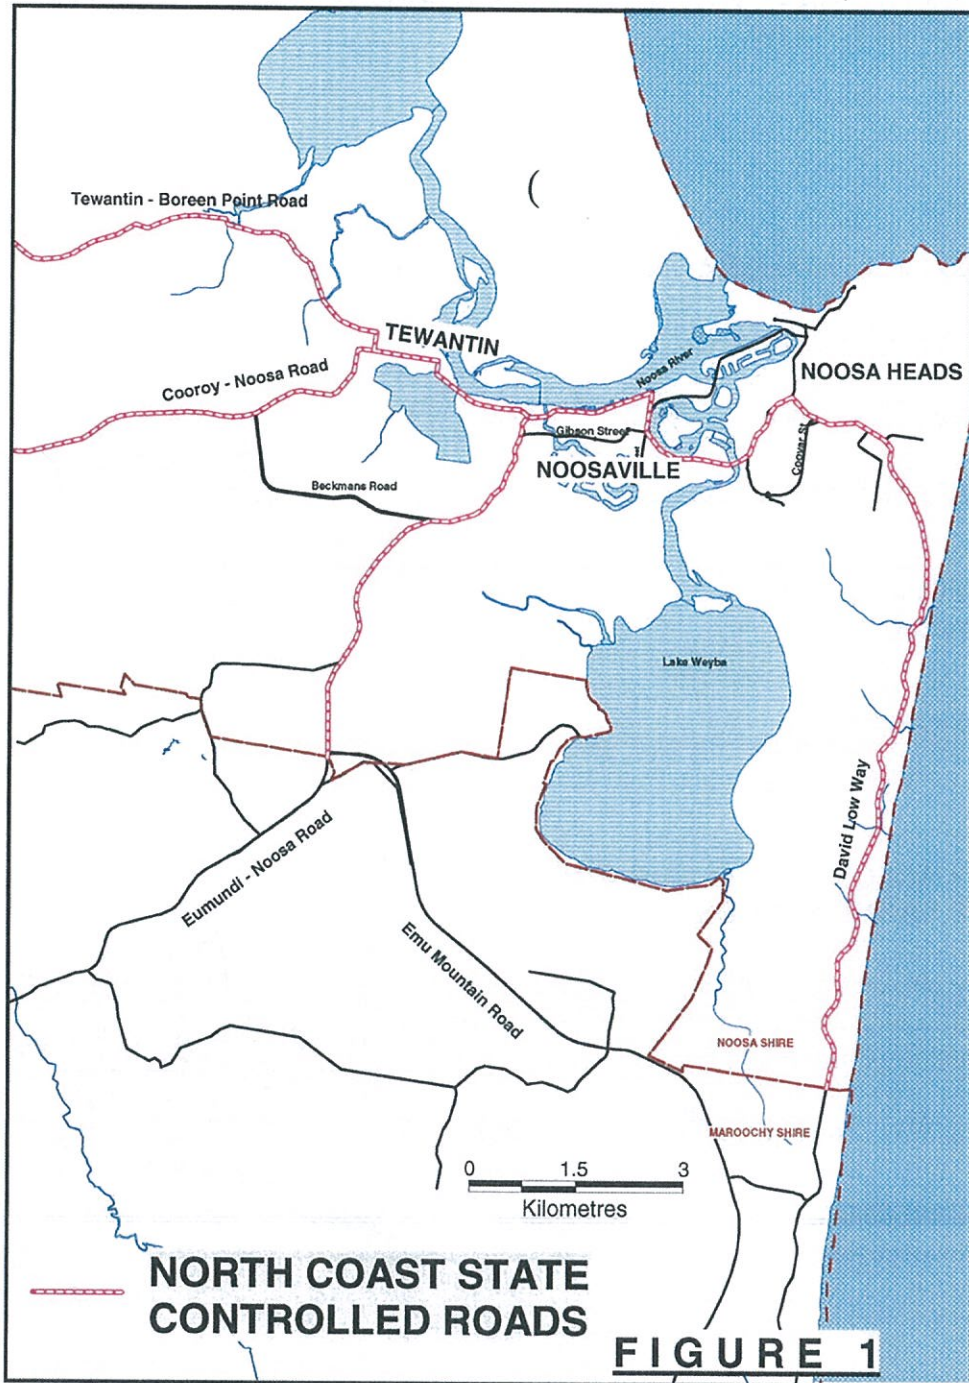 Tewantin - Boreen Point Road
TEWANTIN
Noosa River
Cooroy - Noosa Road
NOOSA HEADS
Gibson Street
Cooyar St
NOOSAVILLE
Beckmans Road
Lake Weyba
David Low Way
Eumundi - Noosa Road
Emu Mountain Road
NOOSA SHIRE
MAROOCHY SHIRE
0 1.5 3
Kilometres
NORTH COAST STATE
CONTROLLED ROADS
FIGURE 1